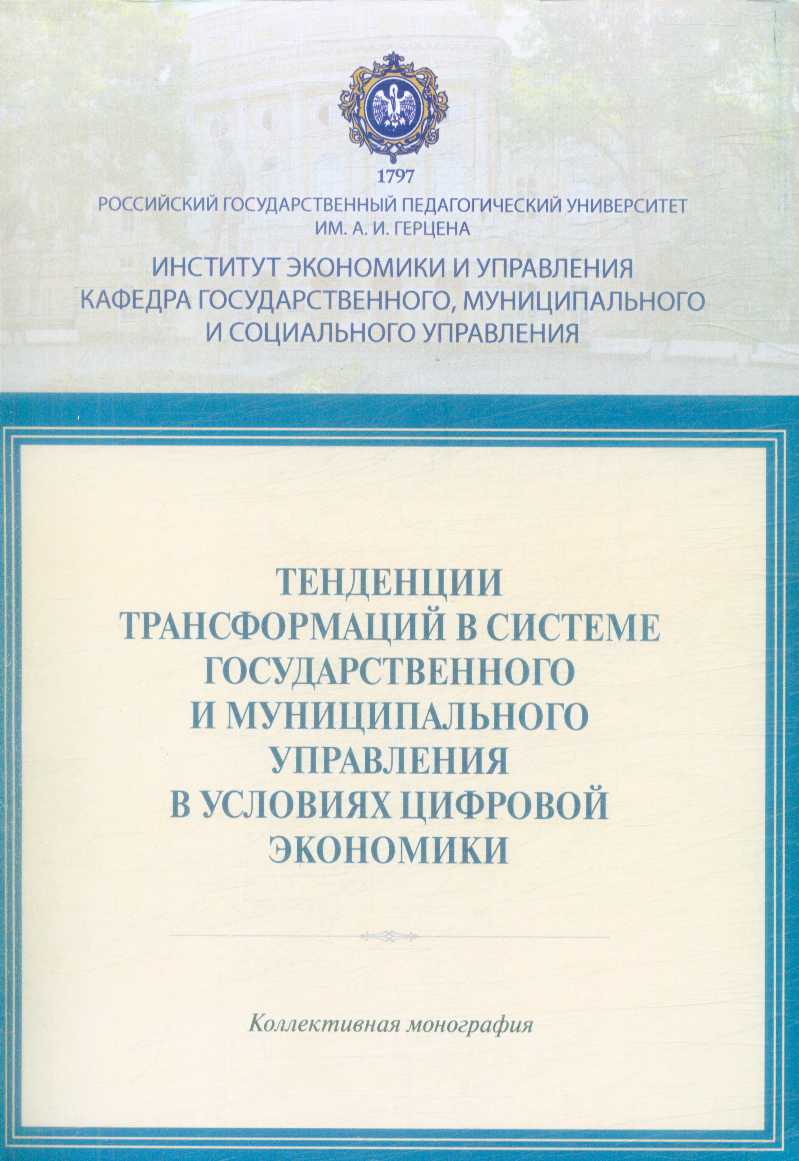 1797
РОССИЙСКИЙ ГОСУДАРСТВЕННЫЙ ПЕДАГОГИЧЕСКИЙ УНИВЕРСИТЕТ
ИМ. А. И. ГЕРЦЕНА
ИНСТИТУТ ЭКОНОМИКИ И УПРАВЛЕНИЯ
КАФЕДРА ГОСУДАРСТВЕННОГО, МУНИЦИПАЛЬНОГО
И СОЦИАЛЬНОГО УПРАВЛЕНИЯ
ТЕНДЕНЦИИ
ТРАНСФОРМАЦИЙ В СИСТЕМЕ
ГОСУДАРСТВЕННОГО
И МУНИЦИПАЛЬНОГО
УПРАВЛЕНИЯ
В УСЛОВИЯХ ЦИФРОВОЙ
ЭКОНОМИКИ
Коллективная монография